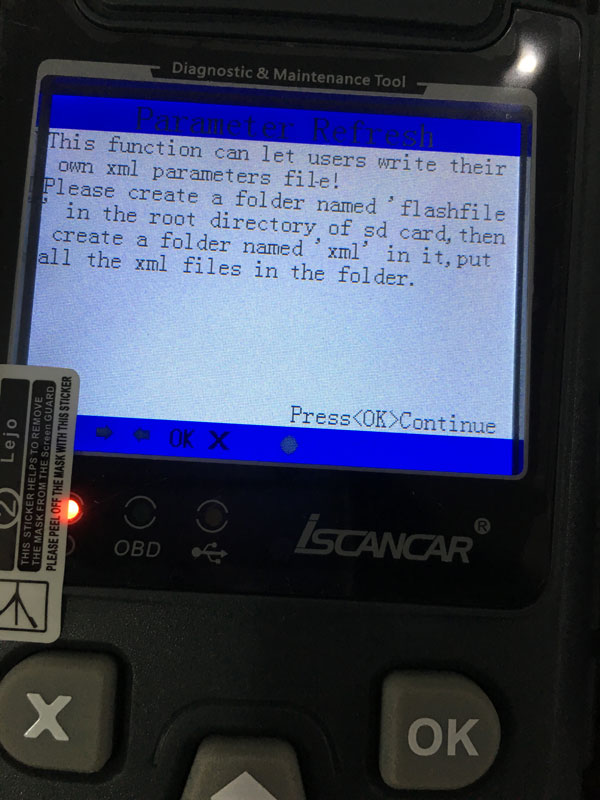 Diagnostic & Maintenance Tool
Parameter Refresh
This function can let users write their
own xml parameters file!
Please create a folder named 'flashfile
' in the root directory of sd card, then
create a folder named 'xml' in it, put
all the xml files in the folder.
Press<OK>Continue
OK X
OBD
iSCANCAR®
2 Lejo
THIS STICKER HELPS TO REMOVE
THE MASK FROM THE Screen GUARD
PLEASE PEEL OFF THE MASK WITH THIS STICKER
X
OK